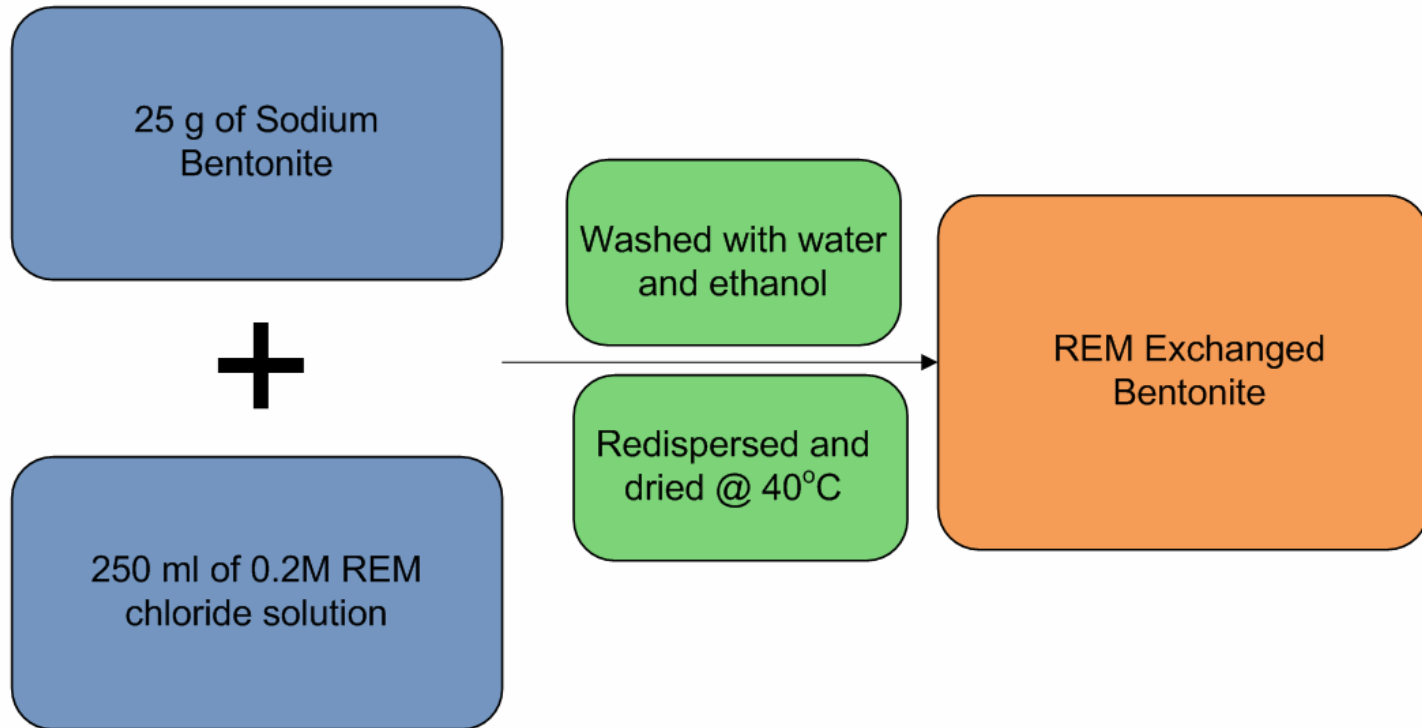 25 g of Sodium
Bentonite
+
250 ml of 0.2M REM
chloride solution
Washed with water
and ethanol
Redispersed and
dried @ 40°C
REM Exchanged
Bentonite